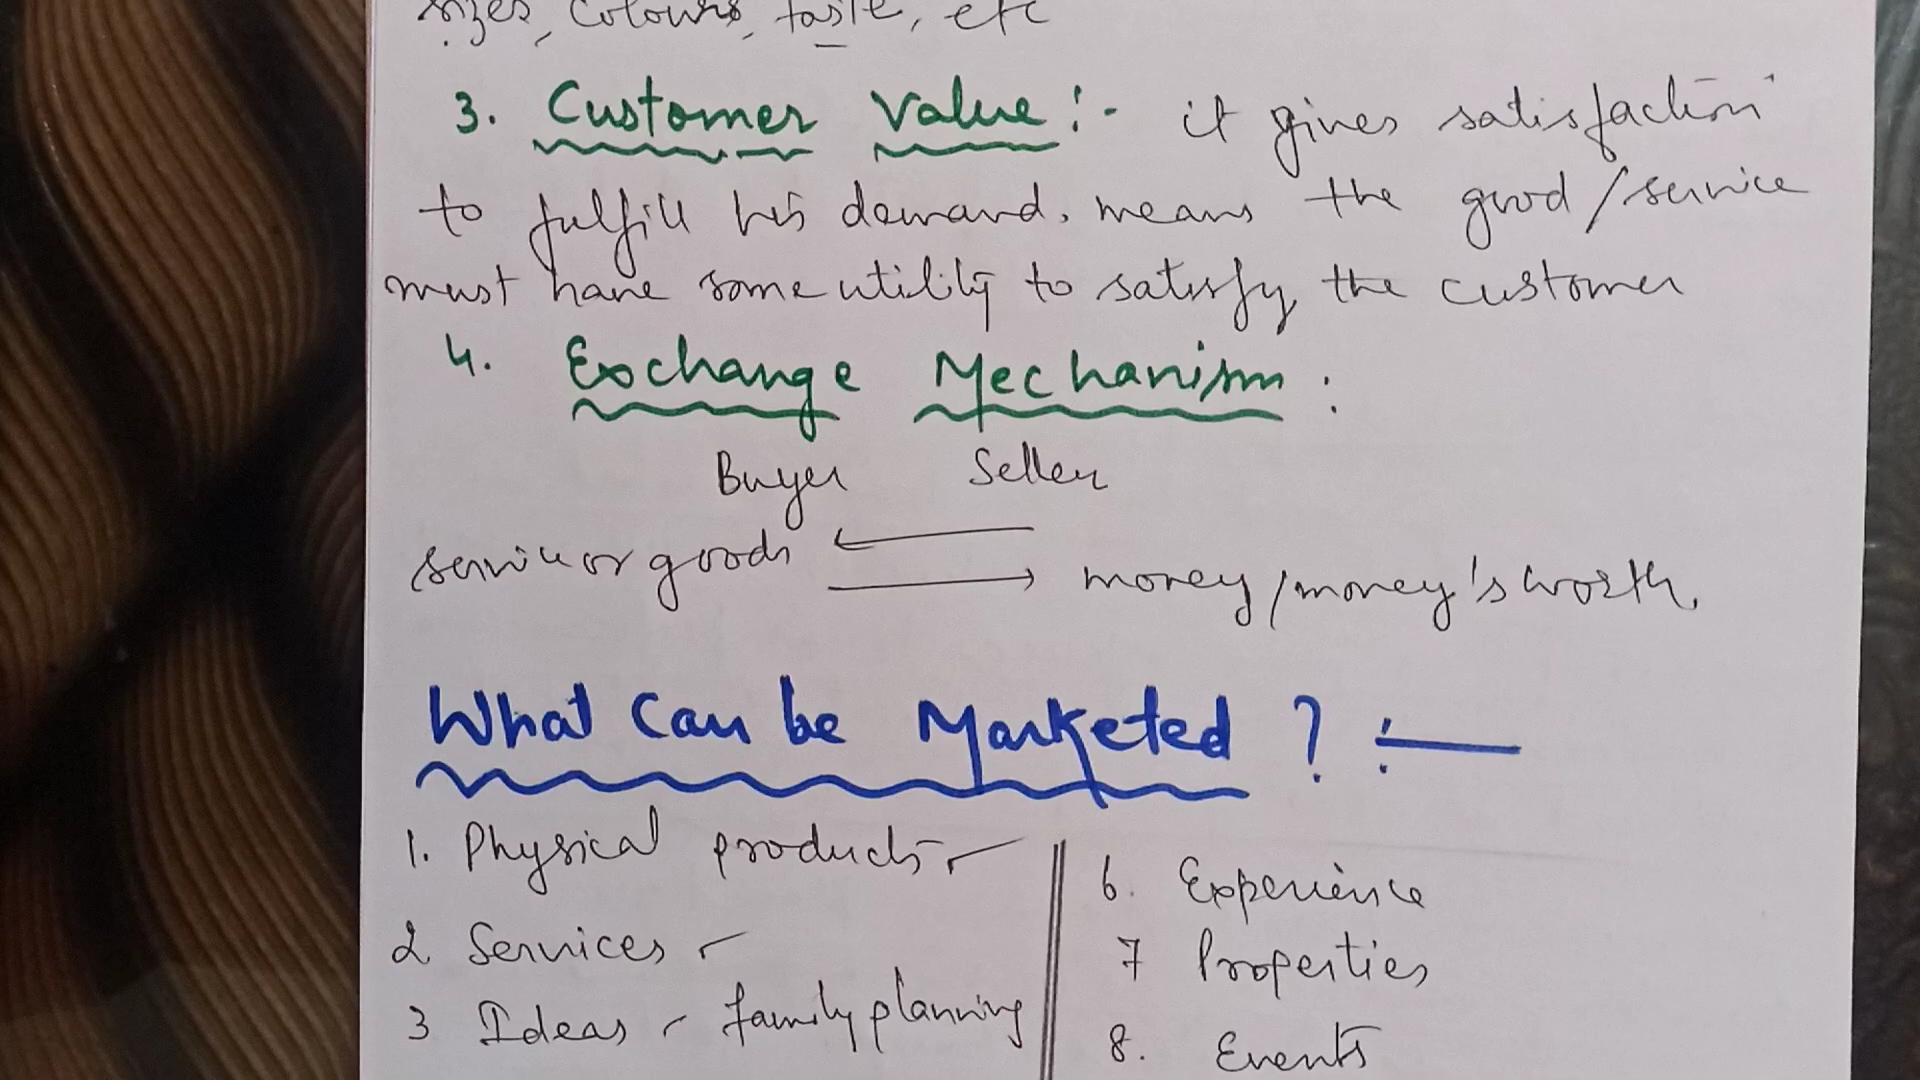 sizes, colours, taste, etc
3. Customer Value :- it gives satisfaction
to fulfill his demand. means the good/service
must have some utility to satisfy the customer
4. Exchange Mechanism :
Buyer Seller
service or goods money/money's worth.
What Can be Marketed ? :-
1. Physical products
2 Services
3 Ideas - family planning
6. Experience
7 Properties
8. Events